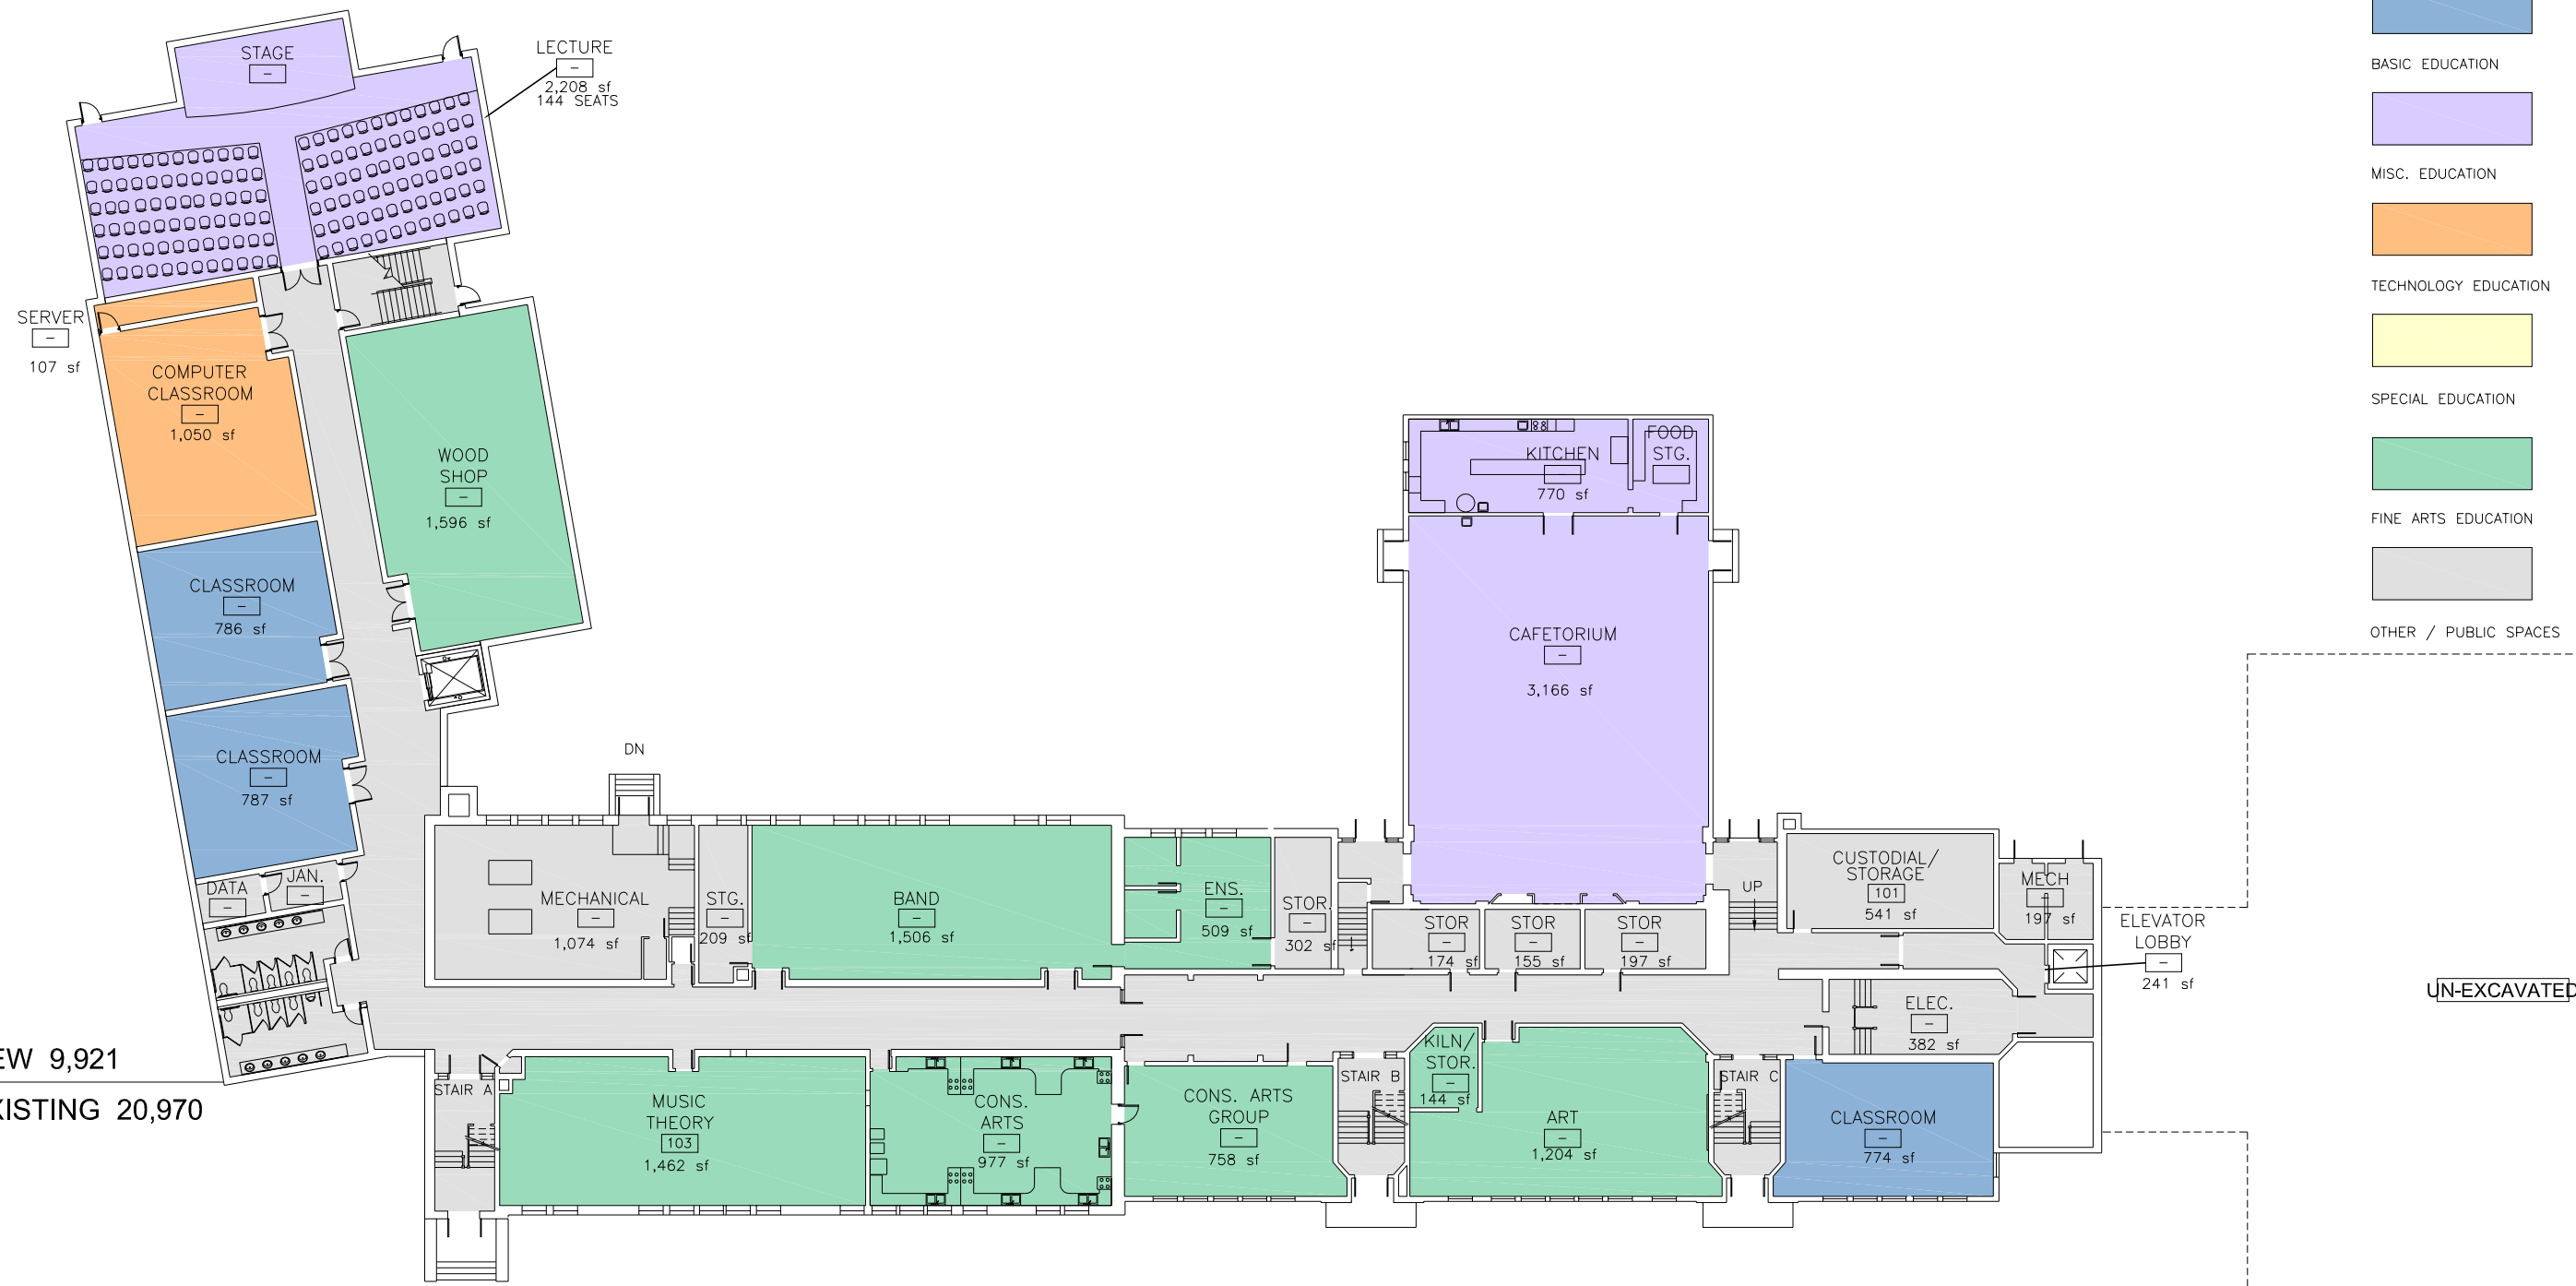 STAGE
–
LECTURE
–
2,208 sf
144 SEATS
SERVER
–
107 sf
COMPUTER
CLASSROOM
–
1,050 sf
WOOD
SHOP
–
1,596 sf
CLASSROOM
–
786 sf
CLASSROOM
–
787 sf
DATA
–
JAN.
–
DN
MECHANICAL
–
1,074 sf
STG.
–
209 sf
BAND
–
1,506 sf
ENS.
–
509 sf
STOR.
–
302 sf
KITCHEN
770 sf
FOOD
STG.
CAFETORIUM
–
3,166 sf
STOR
–
174 sf
STOR
–
155 sf
STOR
–
197 sf
UP
CUSTODIAL/
STORAGE
101
541 sf
MECH
–
197 sf
ELEVATOR
LOBBY
–
241 sf
ELEC.
–
382 sf
UN-EXCAVATED
EW 9,921
XISTING 20,970
STAIR A
MUSIC
THEORY
103
1,462 sf
CONS.
ARTS
–
977 sf
CONS. ARTS
GROUP
–
758 sf
STAIR B
KILN/
STOR.
–
144 sf
ART
–
1,204 sf
STAIR C
CLASSROOM
–
774 sf
BASIC EDUCATION
MISC. EDUCATION
TECHNOLOGY EDUCATION
SPECIAL EDUCATION
FINE ARTS EDUCATION
OTHER / PUBLIC SPACES